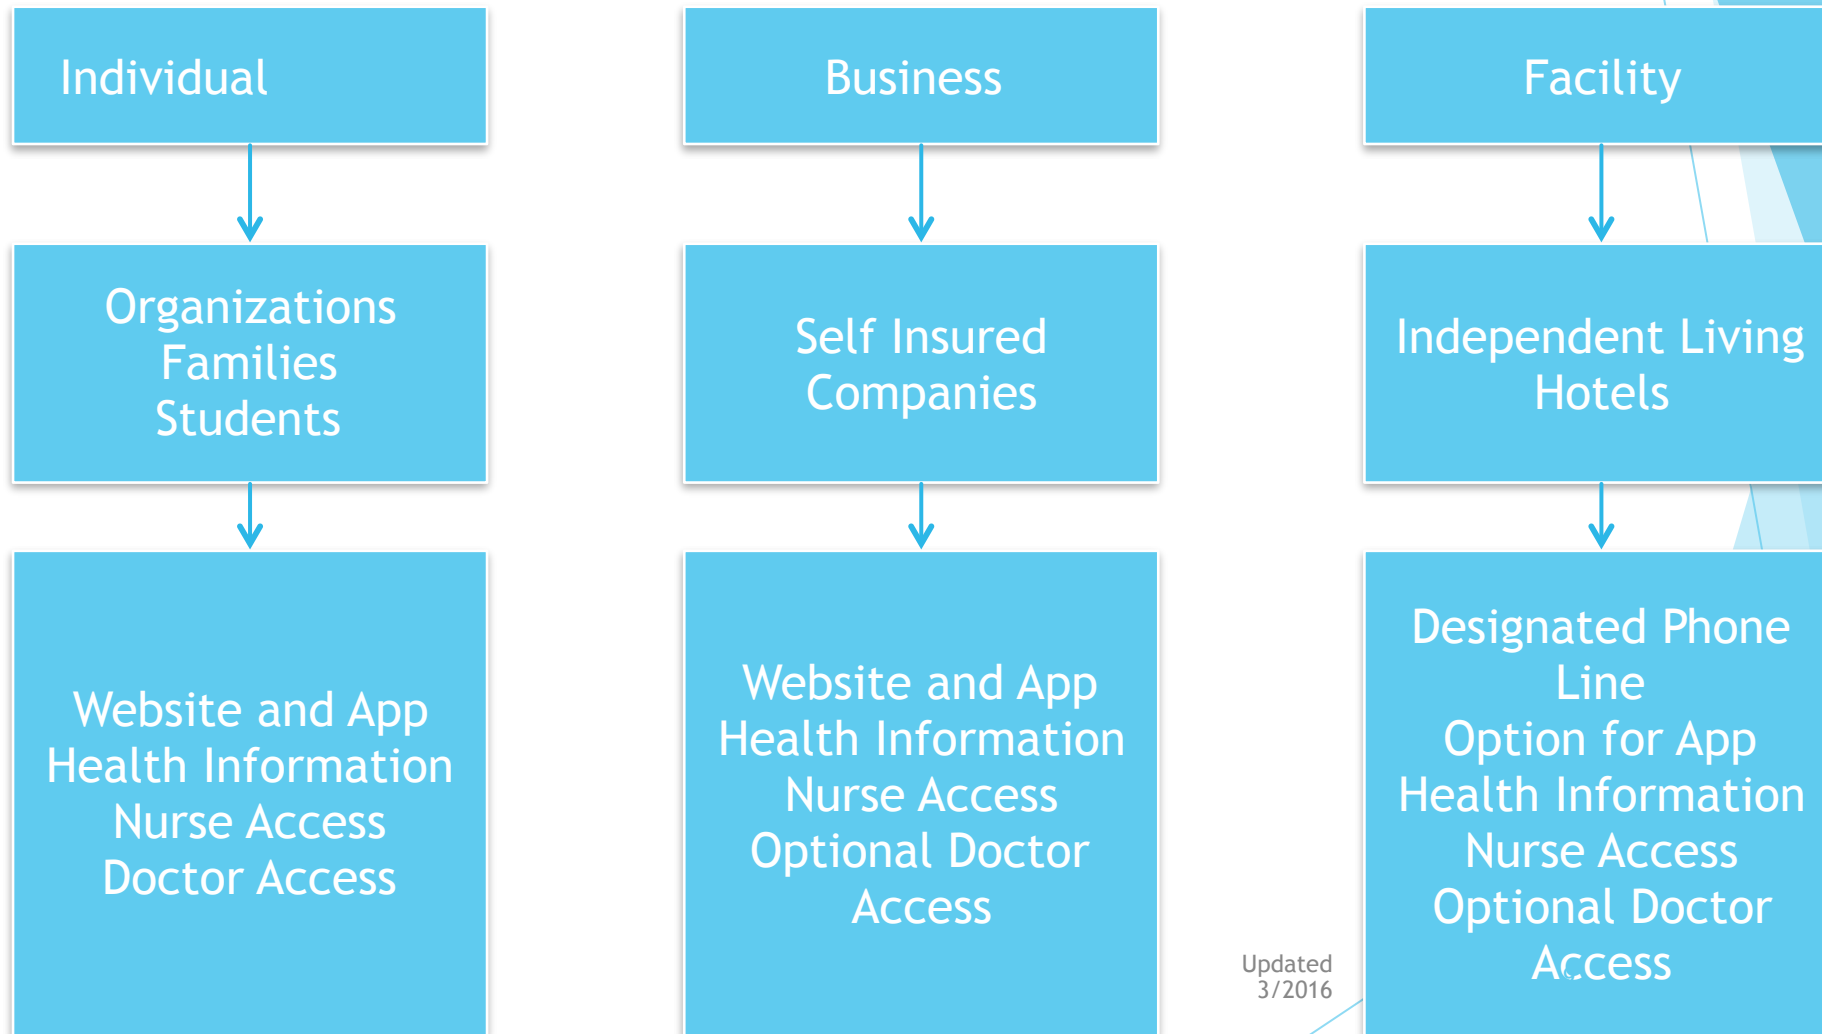 Individual
Business
Facility
Organizations
Families
Students
Self Insured
Companies
Independent Living
Hotels
Website and App
Health Information
Nurse Access
Doctor Access
Website and App
Health Information
Nurse Access
Optional Doctor
Access
Designated Phone
Line
Option for App
Health Information
Nurse Access
Optional Doctor
Access
Updated
3/2016